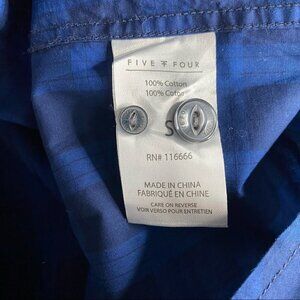 FIVE FOUR
100% Cotton
100% Coton
S
RN# 116666
MADE IN CHINA
FABRIQUÉ EN CHINE
CARE ON REVERSE
VOIR VERSO POUR ENTRETIEN